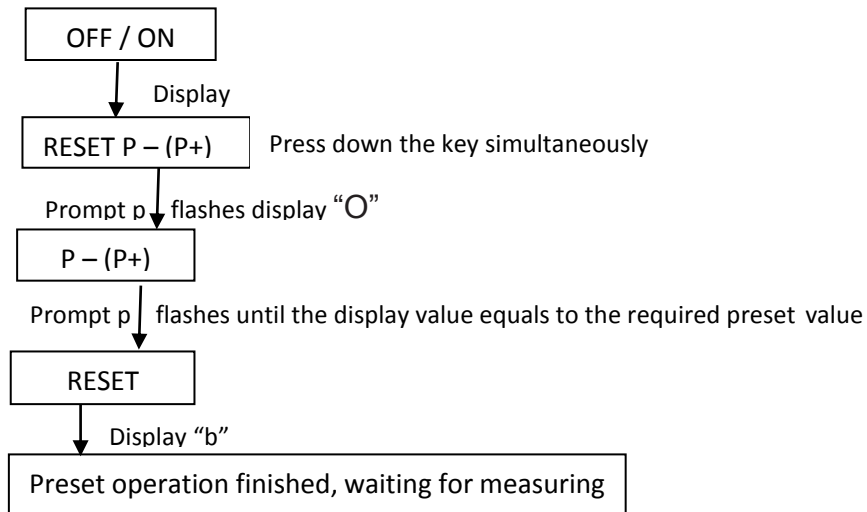 OFF / ON
Display
RESET P – (P+) Press down the key simultaneously
Prompt p flashes display “O”
P – (P+)
Prompt p flashes until the display value equals to the required preset value
RESET
Display “b”
Preset operation finished, waiting for measuring